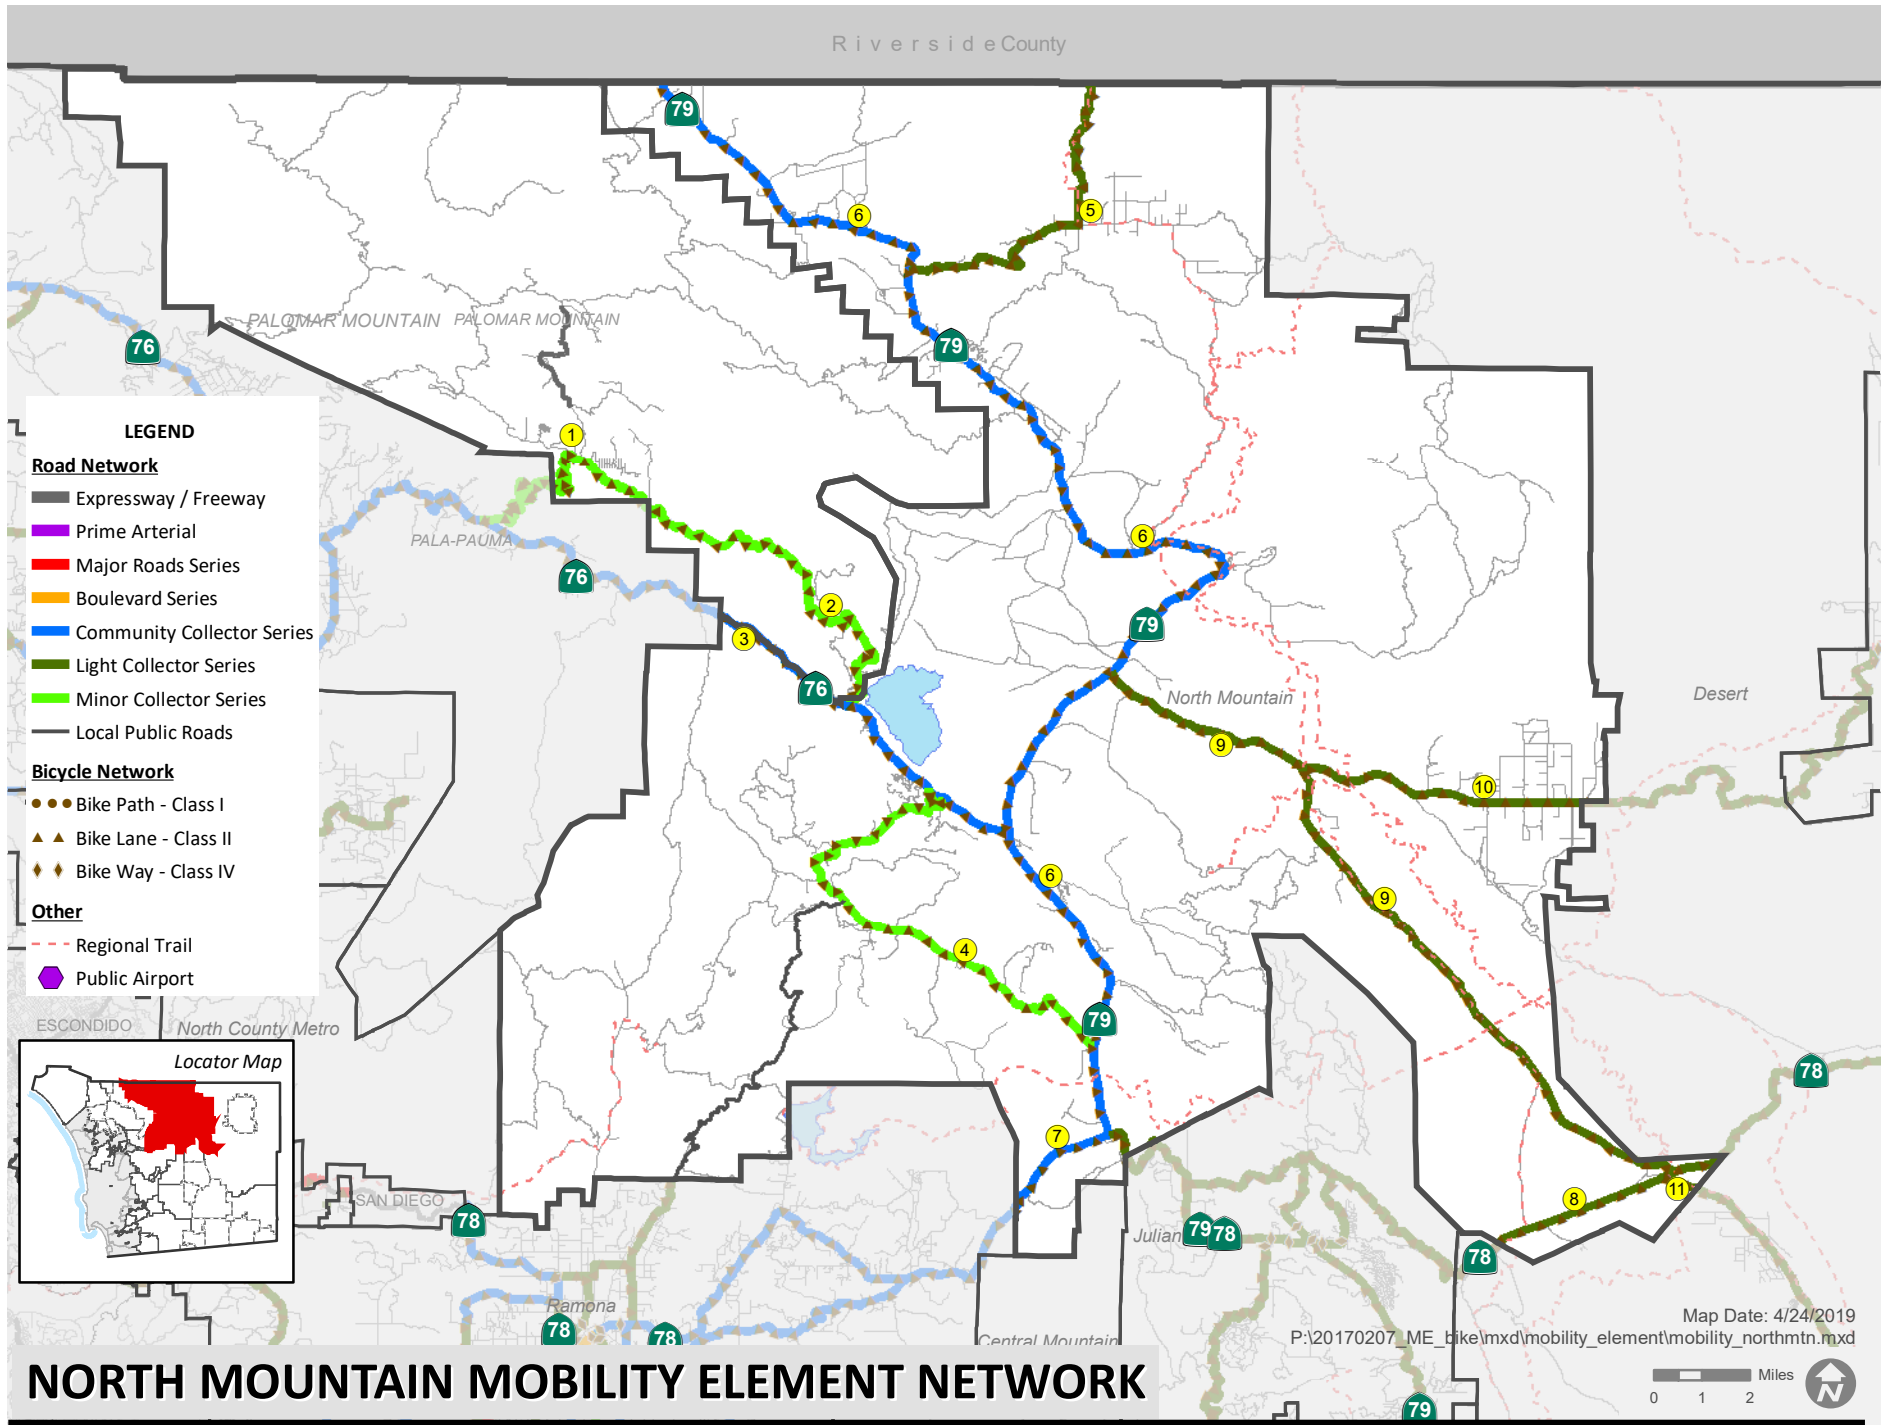 Riverside County
79
5
6
76
PALOMAR MOUNTAIN PALOMAR MOUNTAIN
79
1
LEGEND
Road Network
Expressway / Freeway
Prime Arterial
Major Roads Series
Boulevard Series
Community Collector Series
Light Collector Series
Minor Collector Series
Local Public Roads
Bicycle Network
Bike Path - Class I
Bike Lane - Class II
Bike Way - Class IV
Other
Regional Trail
Public Airport
PALA-PAUMA
6
76
2
79
3
76
North Mountain
Desert
9
10
6
9
4
79
ESCONDIDO
North County Metro
Locator Map
78
7
11
8
SAN DIEGO
78
Julian
79
78
78
Ramona
78
78
Central Mountain
Map Date: 4/24/2019
P:\20170207_ME_bike\mxd\mobility_element\mobility_northmtn.mxd
Miles
0 1 2
N
79
NORTH MOUNTAIN MOBILITY ELEMENT NETWORK